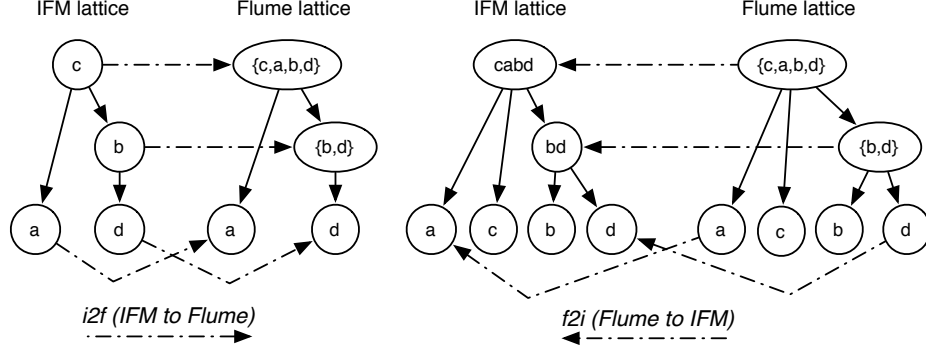 IFM lattice Flume lattice IFM lattice Flume lattice
c {c,a,b,d} cabd {c,a,b,d}
b {b,d} bd {b,d}
a d a d a c b d a c b d
i2f (IFM to Flume) f2i (Flume to IFM)